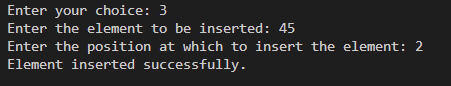 Enter your choice: 3
Enter the element to be inserted: 45
Enter the position at which to insert the element: 2
Element inserted successfully.